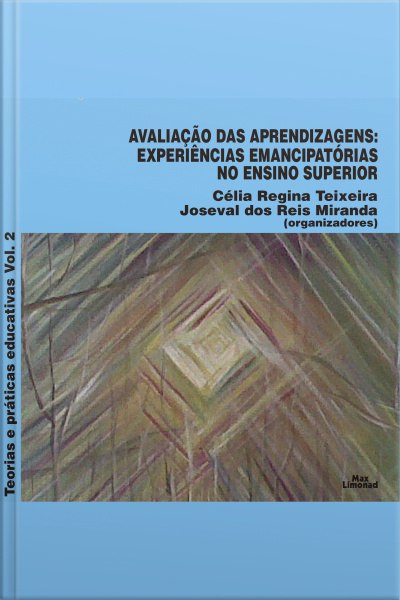 AVALIAÇÃO DAS APRENDIZAGENS:
EXPERIÊNCIAS EMANCIPATÓRIAS
NO ENSINO SUPERIOR
Célia Regina Teixeira
Joseval dos Reis Miranda
(organizadores)
Teorias e práticas educativas Vol. 2
Max
Limonad